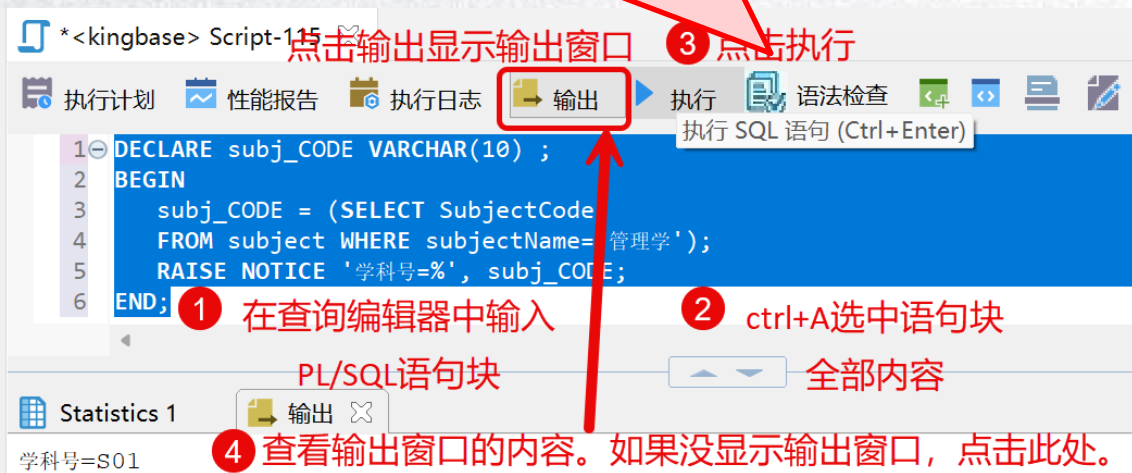 *<kingbase> Script-115
点击输出显示输出窗口 3 点击执行
执行计划 性能报告 执行日志 输出 执行 语法检查
执行 SQL 语句 (Ctrl+Enter)
1 DECLARE subj_CODE VARCHAR(10) ;
2 BEGIN
3 subj_CODE = (SELECT SubjectCode
4 FROM subject WHERE subjectName= 管理学');
5 RAISE NOTICE '学科号=%', subj_CODE;
6 END;
1 在查询编辑器中输入
PL/SQL语句块
2 ctrl+A选中语句块
全部内容
Statistics 1 输出
4 查看输出窗口的内容。如果没显示输出窗口，点击此处。
学科号=S01